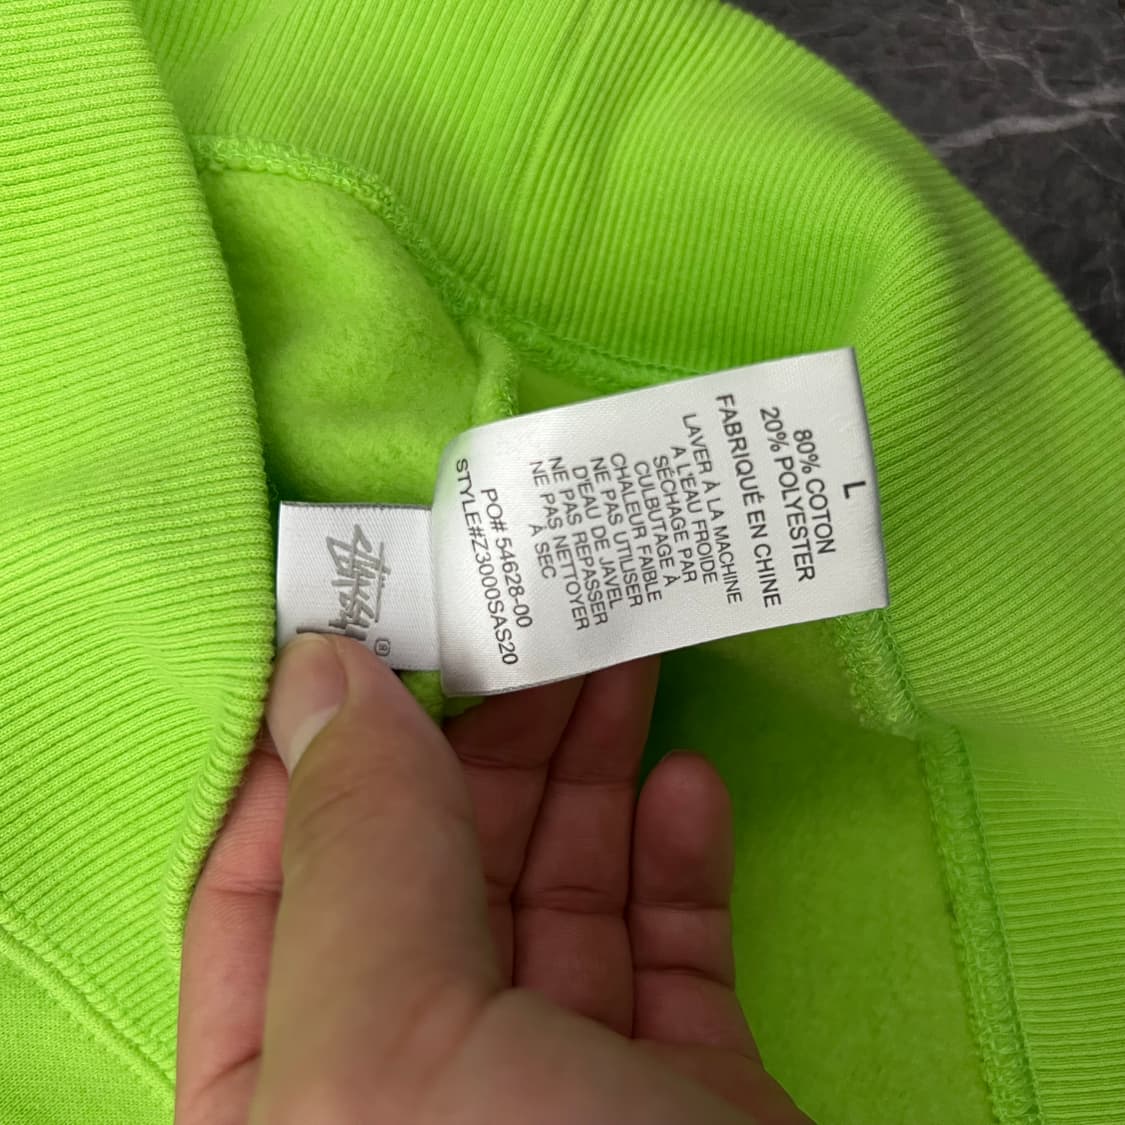 L
80% COTON
20% POLYESTER
FABRIQUÉ EN CHINE
LAVER À LA MACHINE
A L'EAU FROIDE
SÉCHAGE PAR
CULBUTAGE À
CHALEUR FAIBLE
NE PAS UTILISER
D'EAU DE JAVEL
NE PAS REPASSER
NE PAS NETTOYER
À SEC
PO# 54628-00
STYLE#Z3000SAS20
STÜSSY
®